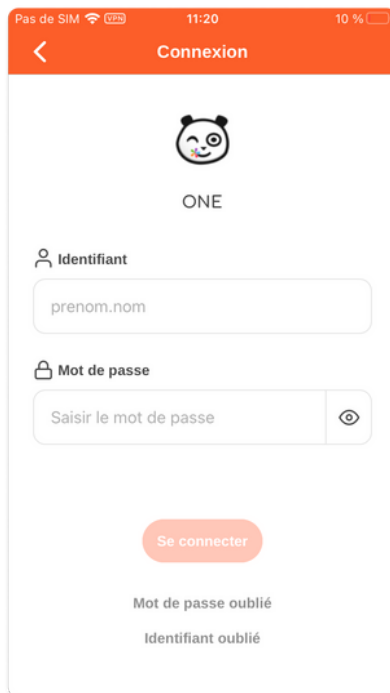 Pas de SIM VPN 11:20 10 %
Connexion
ONE
Identifiant
prenom.nom
Mot de passe
Saisir le mot de passe
Se connecter
Mot de passe oublié
Identifiant oublié